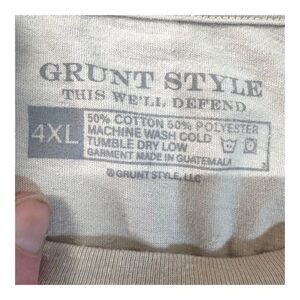 GRUNT STYLE
THIS WE'LL DEFEND
4XL
50% COTTON 50% POLYESTER
MACHINE WASH COLD
TUMBLE DRY LOW
GARMENT MADE IN GUATEMALA
® GRUNT STYLE, LLC